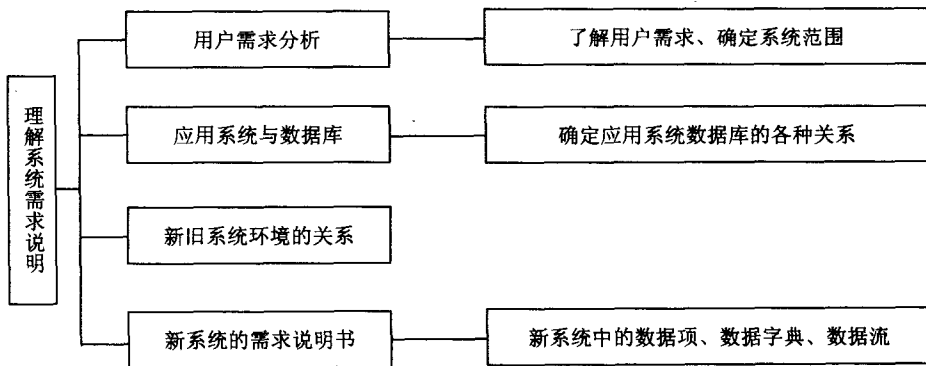 理解系统需求说明
用户需求分析
了解用户需求、确定系统范围
应用系统与数据库
确定应用系统数据库的各种关系
新旧系统环境的关系
新系统的需求说明书
新系统中的数据项、数据字典、数据流